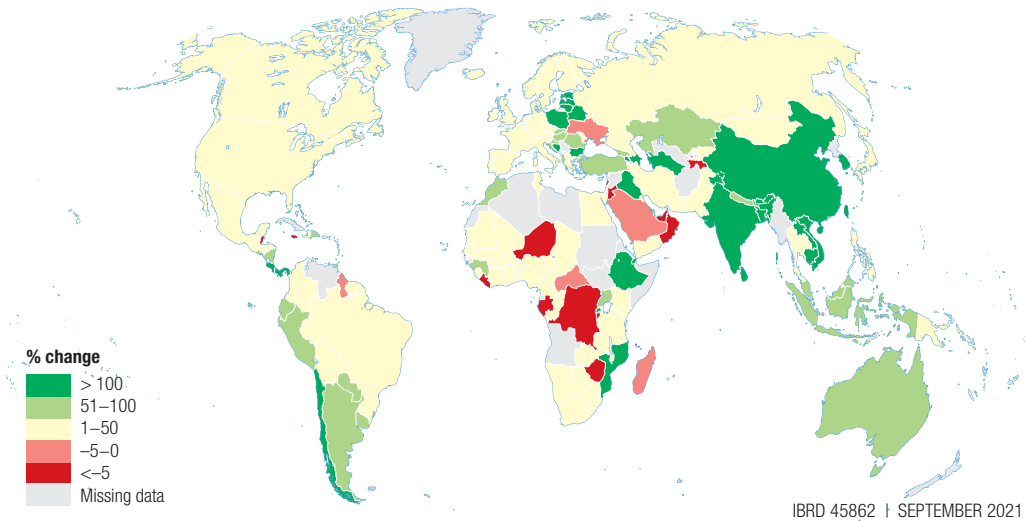 % change
> 100
51–100
1–50
–5–0
<–5
Missing data
IBRD 45862 | SEPTEMBER 2021